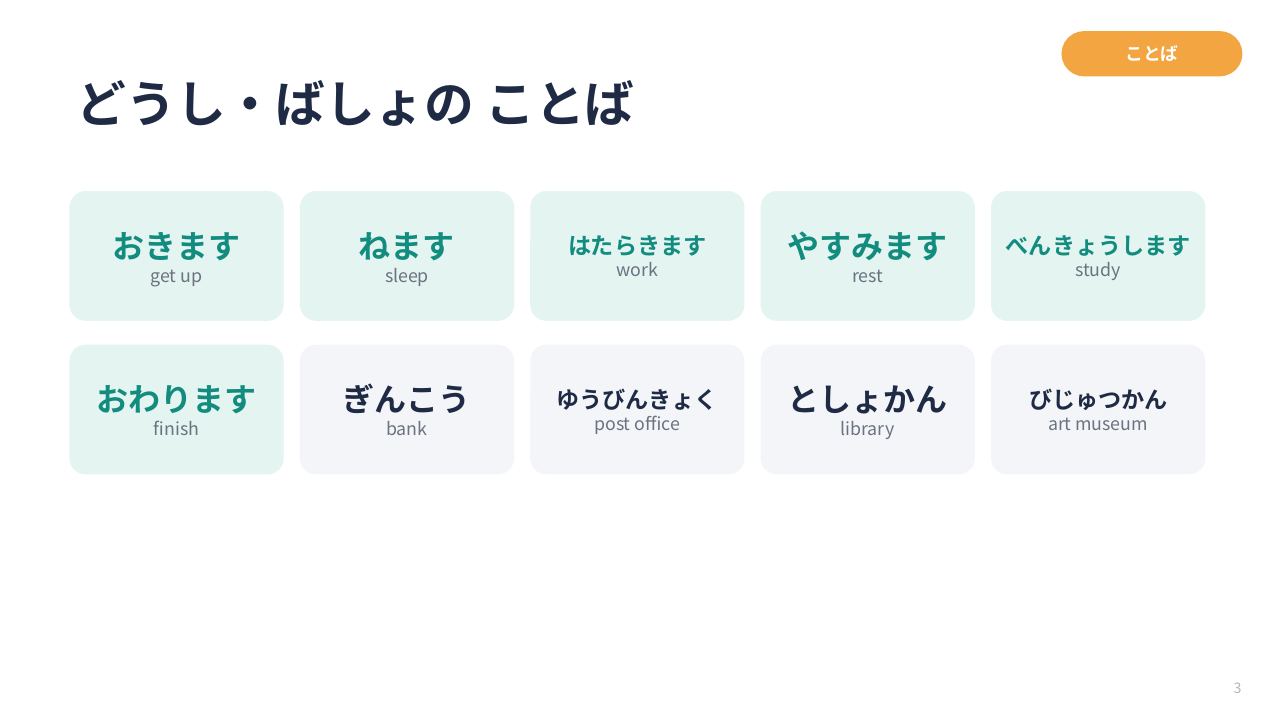 ことば
どうし・ばしょの ことば
おきます
get up
ねます
sleep
はたらきます
work
やすみます
rest
べんきょうします
study
おわります
finish
ぎんこう
bank
ゆうびんきょく
post office
としょかん
library
びじゅつかん
art museum
3